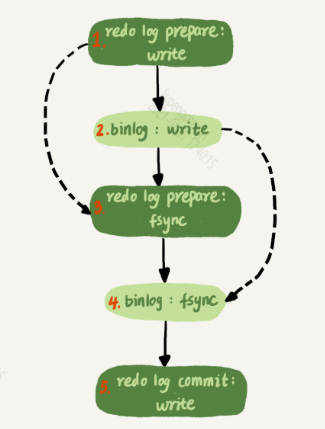 1. redo log prepare:
write
2. binlog : write
3. redo log prepare:
fsync
4. binlog : fsync
5. redo log commit:
write